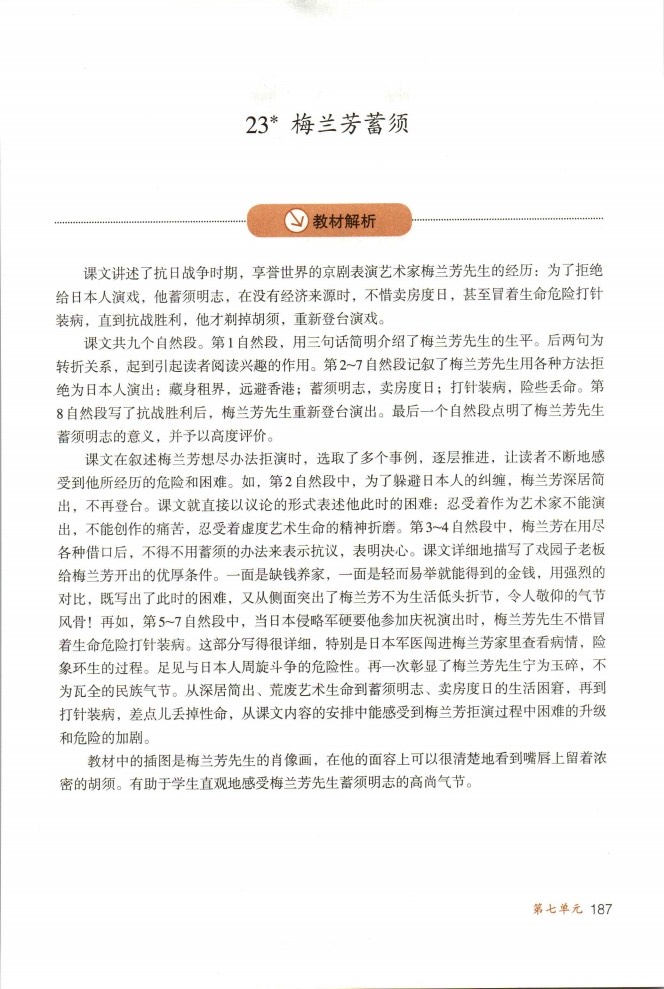 23* 梅兰芳蓄须
教材解析
课文讲述了抗日战争时期，享誉世界的京剧表演艺术家梅兰芳先生的经历：为了拒绝
给日本人演戏，他蓄须明志，在没有经济来源时，不惜卖房度日，甚至冒着生命危险打针
装病，直到抗战胜利，他才剃掉胡须，重新登台演戏。
课文共九个自然段。第1自然段，用三句话简明介绍了梅兰芳先生的生平。后两句为
转折关系，起到引起读者阅读兴趣的作用。第2~7自然段记叙了梅兰芳先生用各种方法拒
绝为日本人演出：藏身租界，远避香港；蓄须明志，卖房度日；打针装病，险些丢命。第
8自然段写了抗战胜利后，梅兰芳先生重新登台演出。最后一个自然段点明了梅兰芳先生
蓄须明志的意义，并予以高度评价。
课文在叙述梅兰芳想尽办法拒演时，选取了多个事例，逐层推进，让读者不断地感
受到他所经历的危险和困难。如，第2自然段中，为了躲避日本人的纠缠，梅兰芳深居简
出，不再登台。课文就直接以议论的形式表述他此时的困难：忍受着作为艺术家不能演
出，不能创作的痛苦，忍受着虚度艺术生命的精神折磨。第3~4自然段中，梅兰芳在用尽
各种借口后，不得不用蓄须的办法来表示抗议，表明决心。课文详细地描写了戏园子老板
给梅兰芳开出的优厚条件。一面是缺钱养家，一面是轻而易举就能得到的金钱，用强烈的
对比，既写出了此时的困难，又从侧面突出了梅兰芳不为生活低头折节，令人敬仰的气节
风骨！再如，第5~7自然段中，当日本侵略军硬要他参加庆祝演出时，梅兰芳先生不惜冒
着生命危险打针装病。这部分写得很详细，特别是日本军医闯进梅兰芳家里查看病情，险
象环生的过程。足见与日本人周旋斗争的危险性。再一次彰显了梅兰芳先生宁为玉碎，不
为瓦全的民族气节。从深居简出、荒废艺术生命到蓄须明志、卖房度日的生活困窘，再到
打针装病，差点儿丢掉性命，从课文内容的安排中能感受到梅兰芳拒演过程中困难的升级
和危险的加剧。
教材中的插图是梅兰芳先生的肖像画，在他的面容上可以很清楚地看到嘴唇上留着浓
密的胡须。有助于学生直观地感受梅兰芳先生蓄须明志的高尚气节。
第七单元 187